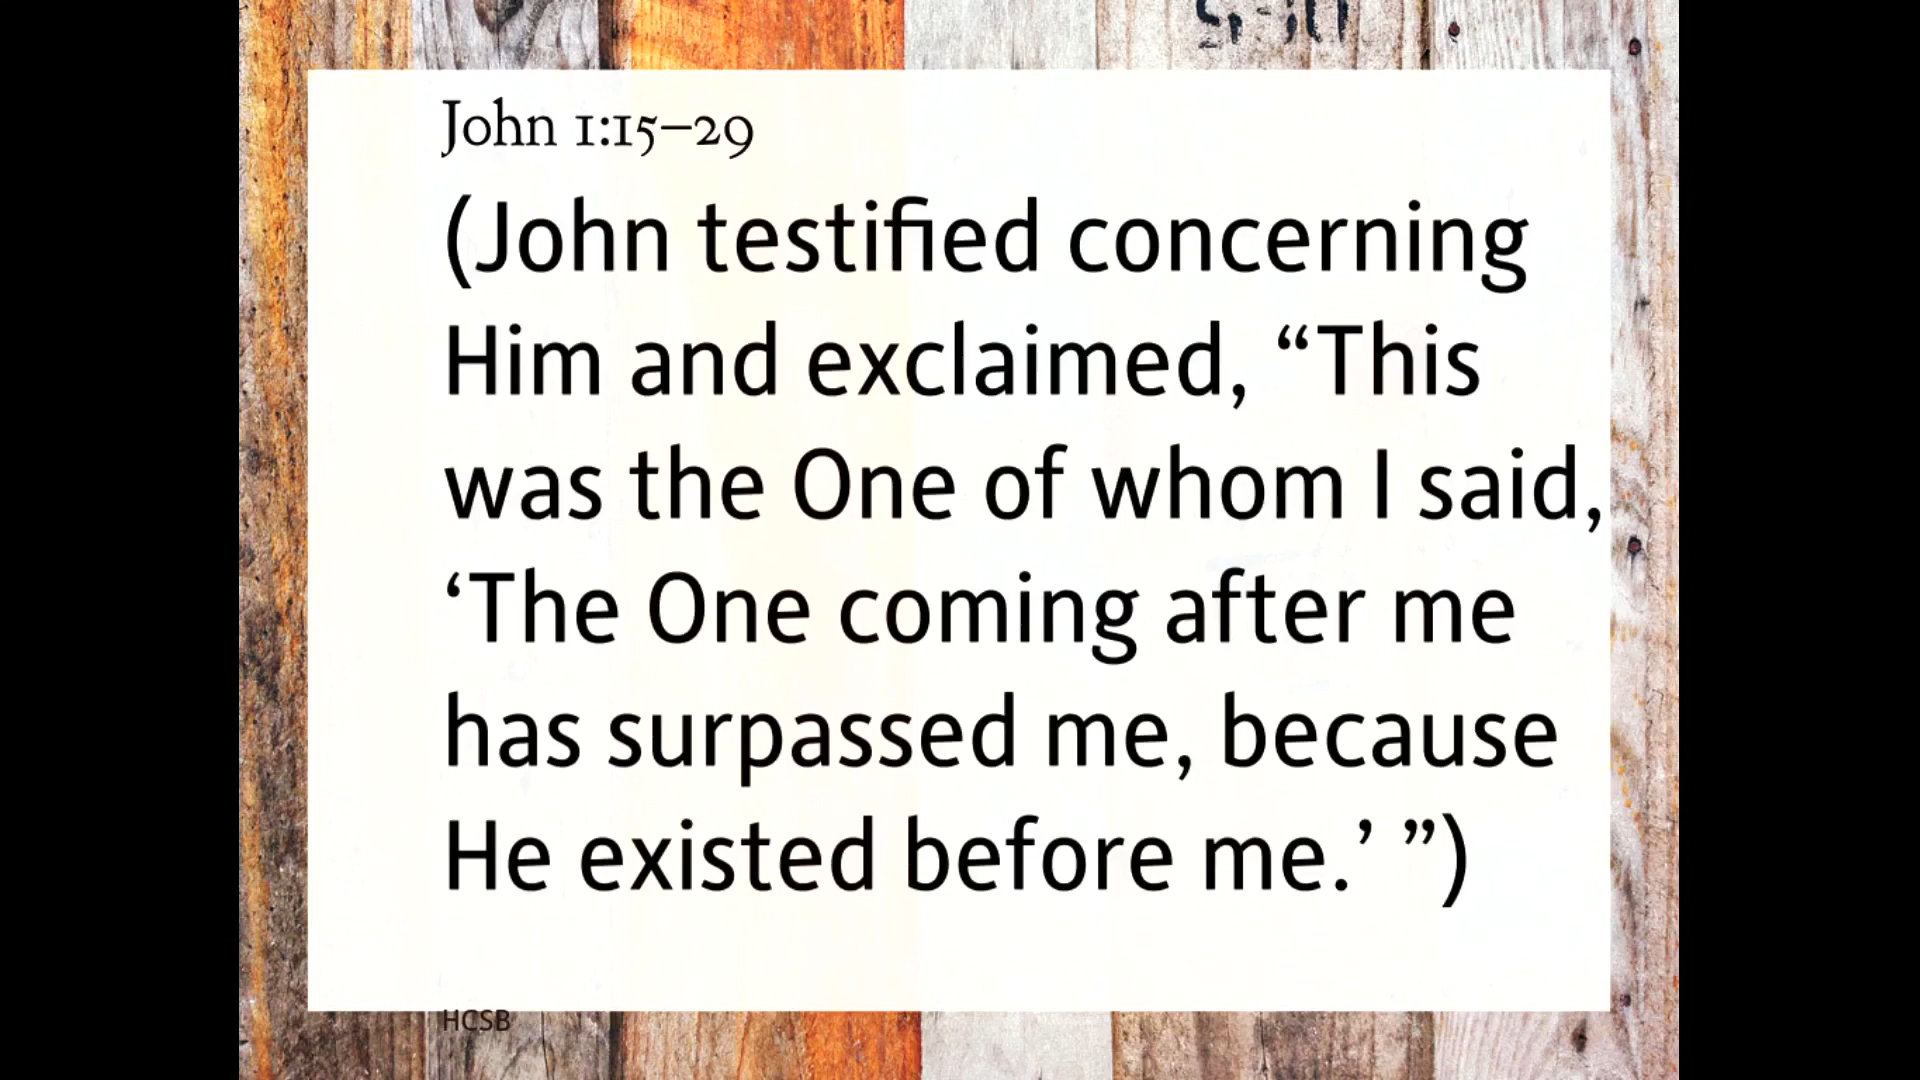 John 1:15–29
(John testified concerning
Him and exclaimed, “This
was the One of whom I said,
‘The One coming after me
has surpassed me, because
He existed before me.’ ”)
HCSB